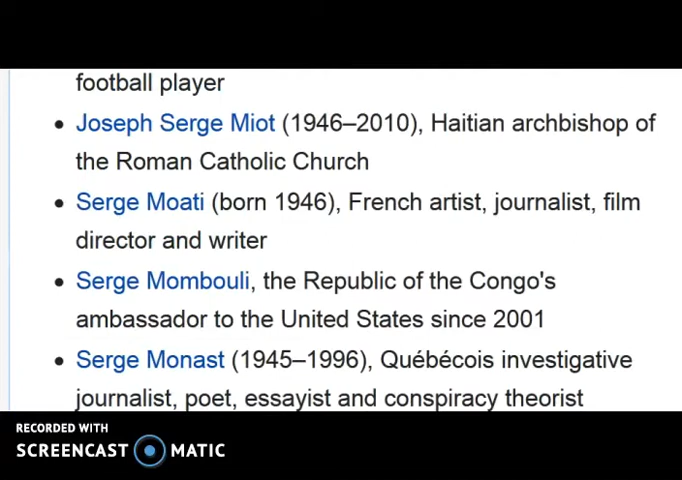 football player
Joseph Serge Miot (1946–2010), Haitian archbishop of
the Roman Catholic Church
Serge Moati (born 1946), French artist, journalist, film
director and writer
Serge Mombouli, the Republic of the Congo's
ambassador to the United States since 2001
Serge Monast (1945–1996), Québécois investigative
journalist, poet, essayist and conspiracy theorist
RECORDED WITH
SCREENCAST MATIC